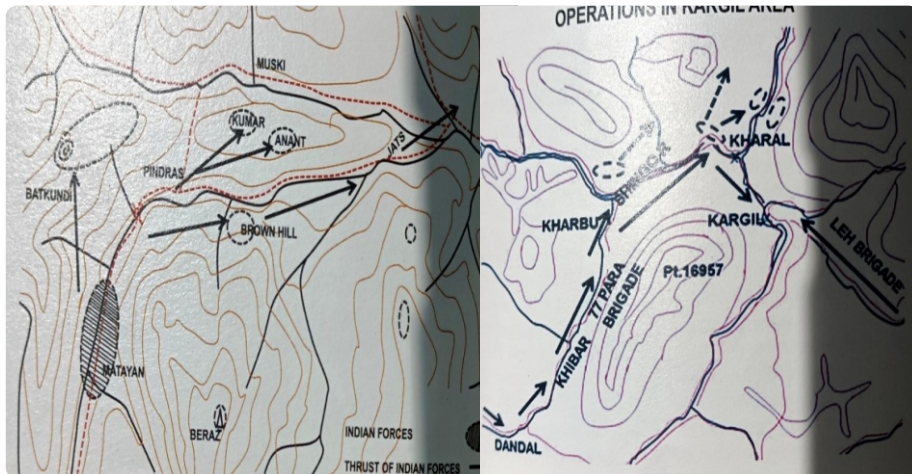 MUSKI
KUMAR
ANANT
JATS
PINDRAS
BATKUNDI
BROWN HILL
MATAYAN
BERAZ
INDIAN FORCES
THRUST OF INDIAN FORCES
OPERATIONS IN KARGIL AREA
KHARAL
KHARBU
KARGIL
LEH BRIGADE
Pt.16957
77 PARA
BRIGADE
KHIBAR
DANDAL